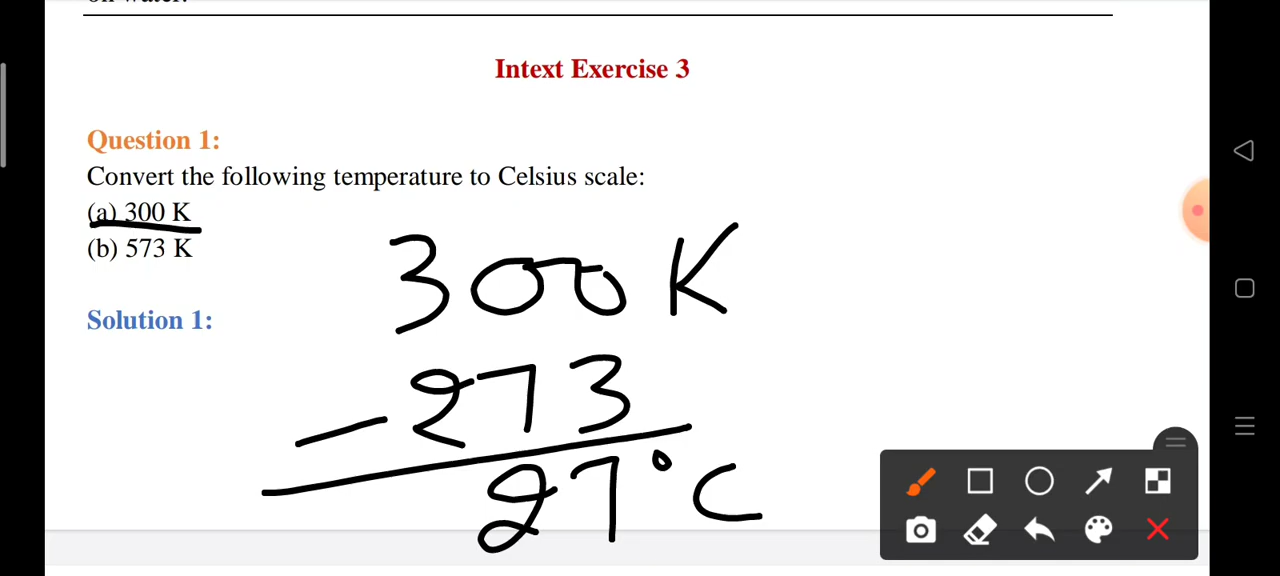 Intext Exercise 3
Question 1:
Convert the following temperature to Celsius scale:
(a) 300 K
(b) 573 K
Solution 1:
300 K
- 273
27°C